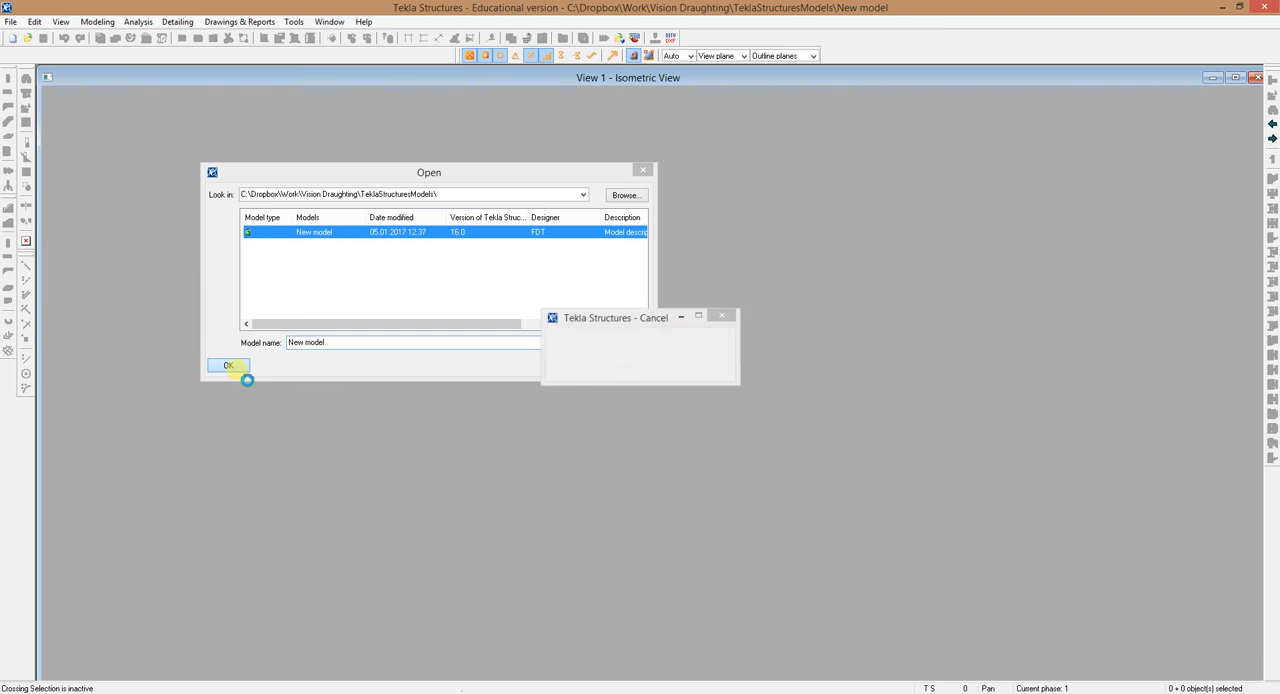 Tekla Structures - Educational version - C:\Dropbox\Work\Vision Draughting\TeklaStructuresModels\New model
File Edit View Modeling Analysis Detailing Drawings & Reports Tools Window Help
Auto View plane Outline planes
View 1 - Isometric View
Open
Look in: C:\Dropbox\Work\Vision Draughting\TeklaStructuresModels\ Browse...
Model type Models Date modified Version of Tekla Struc... Designer Description
New model 05.01.2017 12:37 16.0 FDT Model descrip
Tekla Structures - Cancel
Model name: New model
OK
Crossing Selection is inactive T S 0 Pan Current phase: 1 0 + 0 object(s) selected